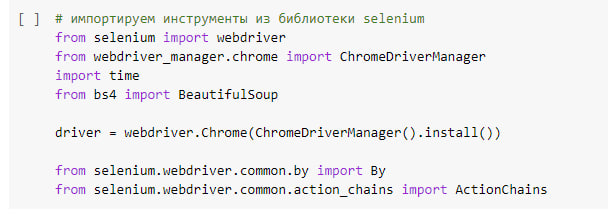 [ ] # импортируем инструменты из библиотеки selenium
from selenium import webdriver
from webdriver_manager.chrome import ChromeDriverManager
import time
from bs4 import BeautifulSoup
driver = webdriver.Chrome(ChromeDriverManager().install())
from selenium.webdriver.common.by import By
from selenium.webdriver.common.action_chains import ActionChains